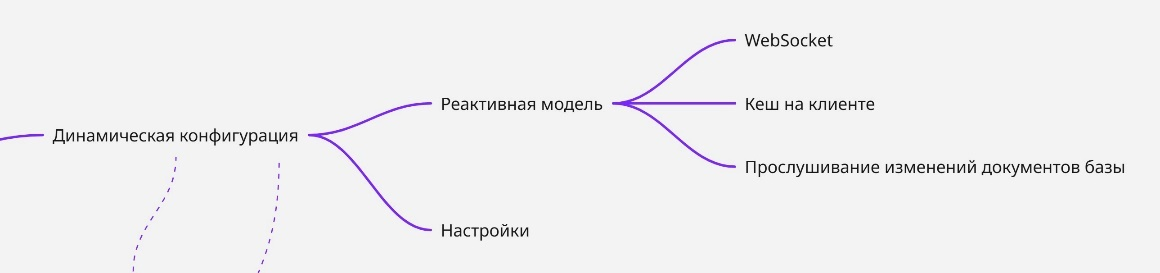 WebSocket
Реактивная модель
Кеш на клиенте
Динамическая конфигурация
Прослушивание изменений документов базы
Настройки